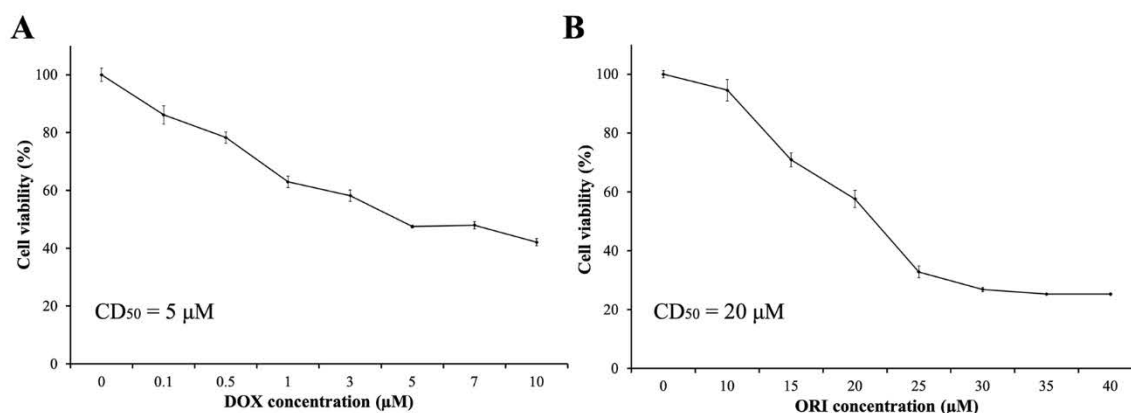 A
B
Cell viability (%)
100
80
60
40
20
0
CD50 = 5 μM
0 0.1 0.5 1 3 5 7 10
DOX concentration (μM)
Cell viability (%)
100
80
60
40
20
0
CD50 = 20 μM
0 10 15 20 25 30 35 40
ORI concentration (μM)